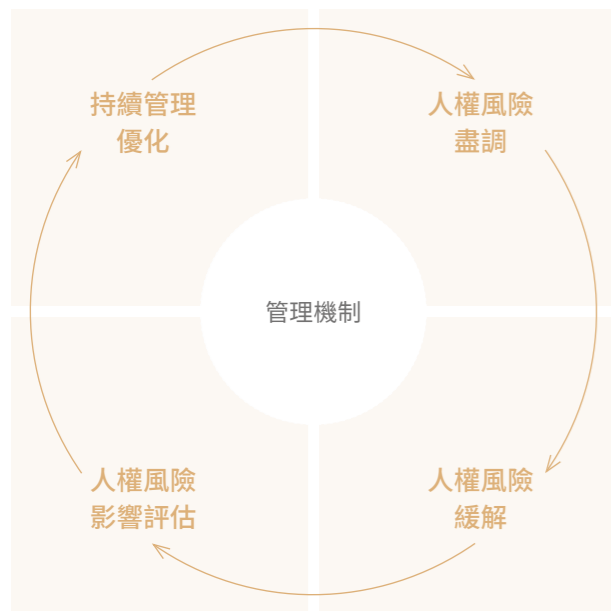 持續管理
優化
人權風險
盡調
管理機制
人權風險
影響評估
人權風險
緩解